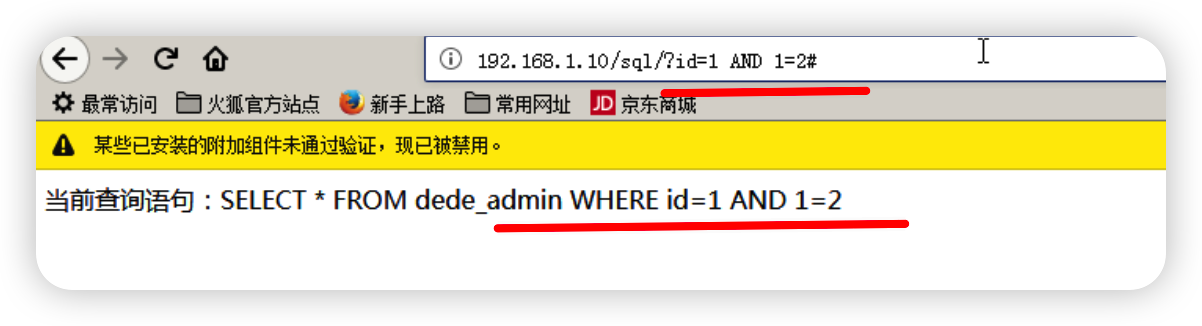 192.168.1.10/sql/?id=1 AND 1=2#
最常访问 火狐官方站点 新手上路 常用网址 JD 京东商城
某些已安装的附加组件未通过验证，现已被禁用。
当前查询语句：SELECT * FROM dede_admin WHERE id=1 AND 1=2